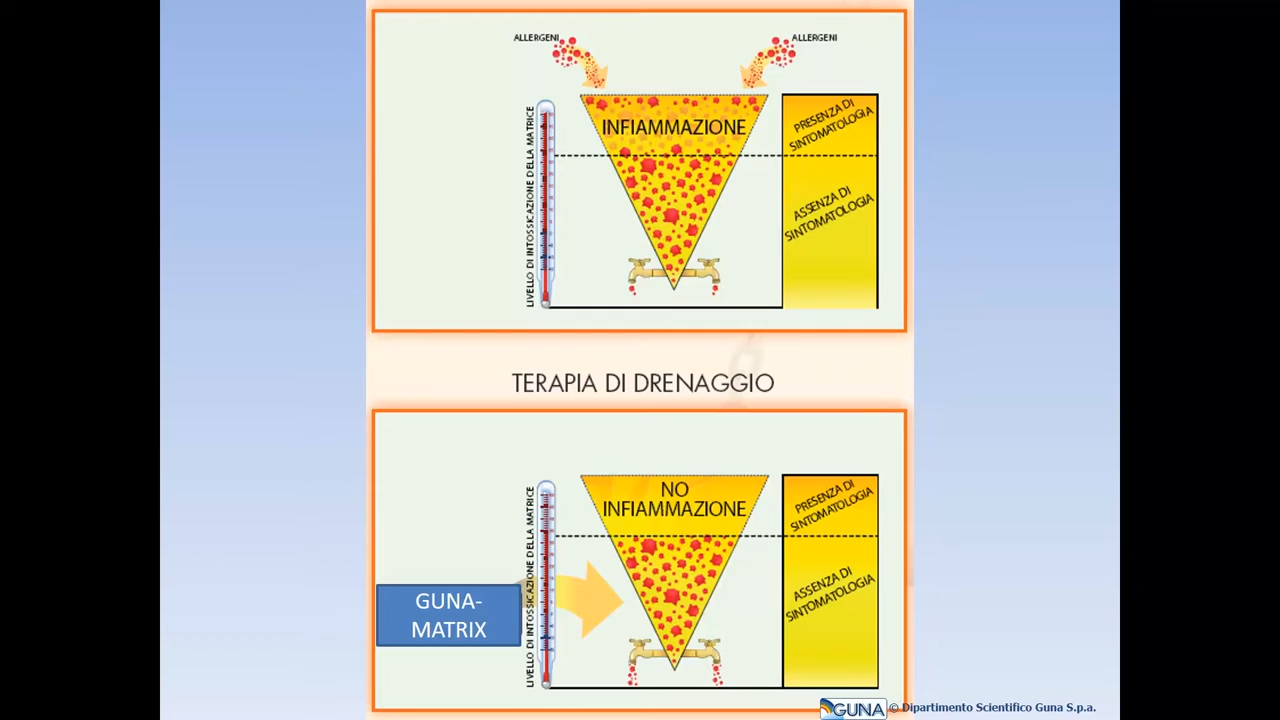 ALLERGENI
ALLERGENI
LIVELLO DI INTOSSICAZIONE DELLA MATRICE
INFIAMMAZIONE
PRESENZA DI
SINTOMATOLOGIA
ASSENZA DI
SINTOMATOLOGIA
TERAPIA DI DRENAGGIO
LIVELLO DI INTOSSICAZIONE DELLA MATRICE
NO
INFIAMMAZIONE
PRESENZA DI
SINTOMATOLOGIA
ASSENZA DI
SINTOMATOLOGIA
GUNA-
MATRIX
GUNA © Dipartimento Scientifico Guna S.p.a.